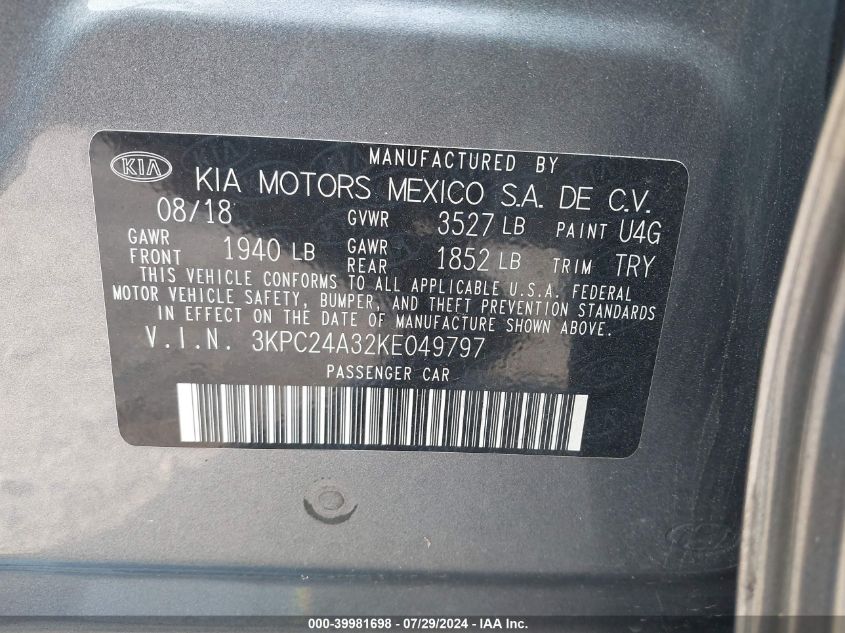 MANUFACTURED BY
KIA KIA MOTORS MEXICO S.A. DE C.V.
08/18 GVWR 3527 LB PAINT U4G
GAWR FRONT 1940 LB GAWR REAR 1852 LB TRIM TRY
THIS VEHICLE CONFORMS TO ALL APPLICABLE U.S.A. FEDERAL
MOTOR VEHICLE SAFETY, BUMPER, AND THEFT PREVENTION STANDARDS
IN EFFECT ON THE DATE OF MANUFACTURE SHOWN ABOVE.
V.I.N. 3KPC24A32KE049797
PASSENGER CAR
000-39981698 - 07/29/2024 - IAA Inc.